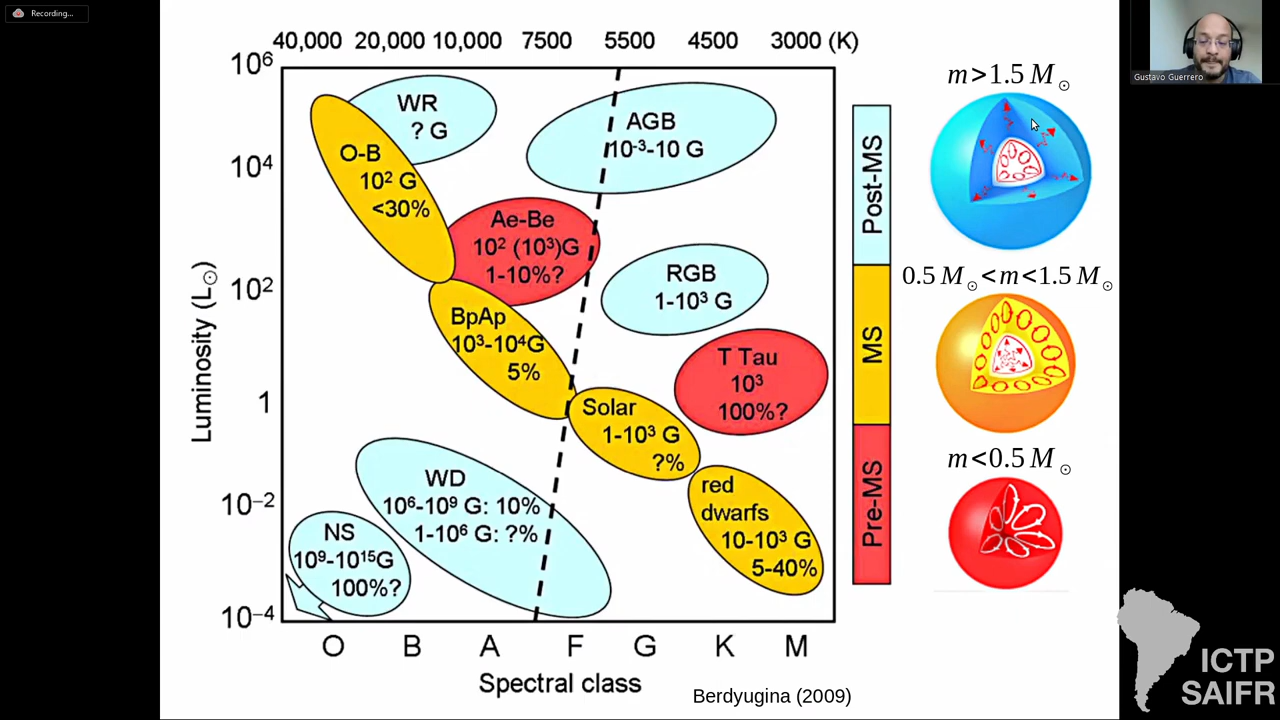 Recording...
40,000 20,000 10,000 7500 5500 4500 3000 (K)
10⁶
10⁴
10²
1
10⁻²
10⁻⁴
Luminosity (L☉)
WR
? G
O-B
10² G
<30%
AGB
10⁻³-10 G
Ae-Be
10² (10³)G
1-10%?
RGB
1-10³ G
BpAp
10³-10⁴G
5%
T Tau
10³
100%?
Solar
1-10³ G
?%
WD
10⁶-10⁹ G: 10%
1-10⁶ G: ?%
red
dwarfs
10-10³ G
5-40%
NS
10⁹-10¹⁵G
100%?
O B A F G K M
Spectral class
Berdyugina (2009)
Post-MS
MS
Pre-MS
m>1.5 M☉
0.5 M☉<m<1.5 M☉
m<0.5 M☉
Gustavo Guerrero
ICTP
SAIFR